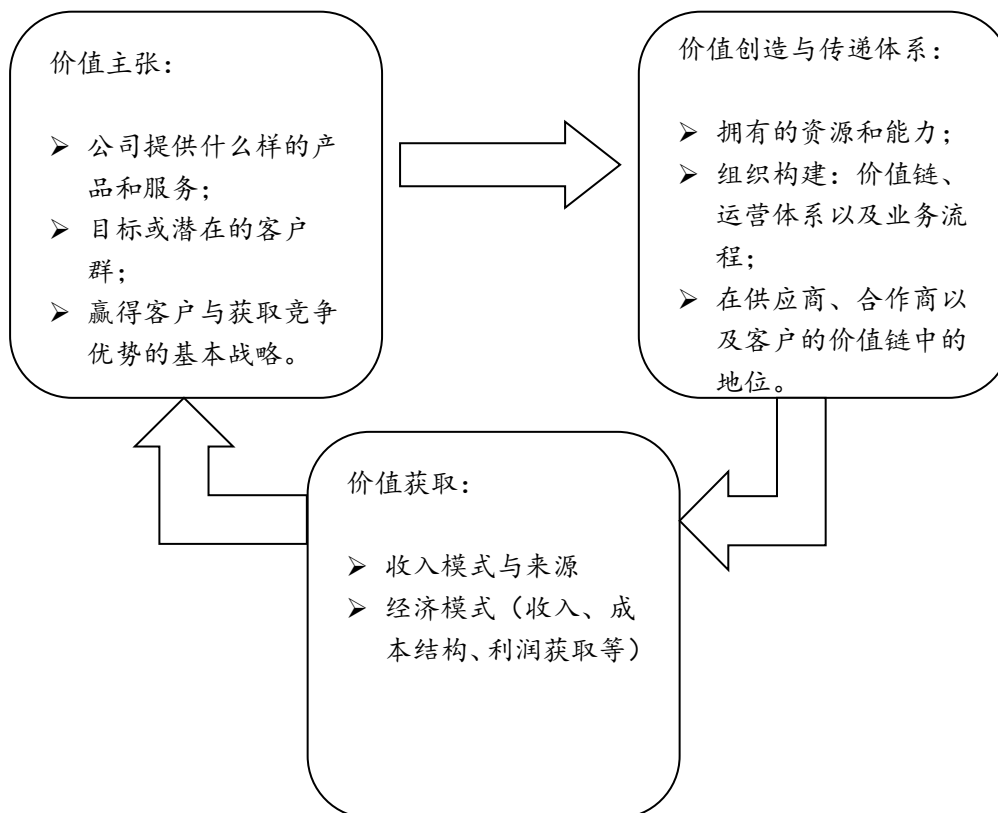 价值主张：
➢ 公司提供什么样的产
品和服务；
➢ 目标或潜在的客户
群；
➢ 赢得客户与获取竞争
优势的基本战略。
价值创造与传递体系：
➢ 拥有的资源和能力；
➢ 组织构建：价值链、
运营体系以及业务流
程；
➢ 在供应商、合作商以
及客户的价值链中的
地位。
价值获取：
➢ 收入模式与来源
➢ 经济模式（收入、成
本结构、利润获取等）